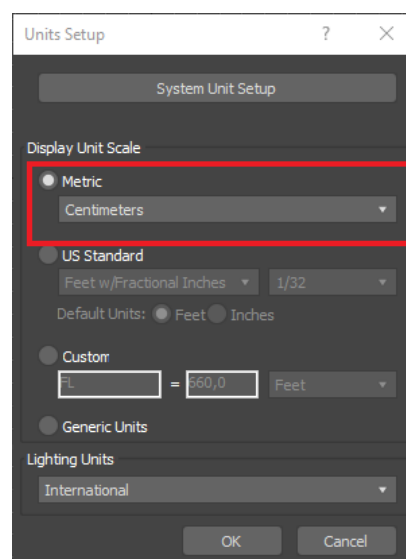 Units Setup ?
System Unit Setup
Display Unit Scale
Metric
Centimeters
US Standard
Feet w/Fractional Inches 1/32
Default Units: Feet Inches
Custom
FL = 660,0 Feet
Generic Units
Lighting Units
International
OK Cancel